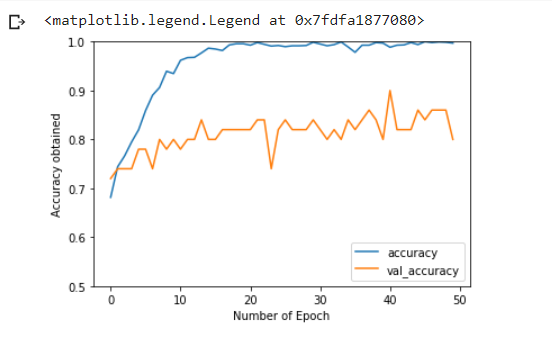 <matplotlib.legend.Legend at 0x7fdfa1877080>
1.0
0.9
0.8
0.7
0.6
0.5
Accuracy obtained
accuracy
val_accuracy
0 10 20 30 40 50
Number of Epoch